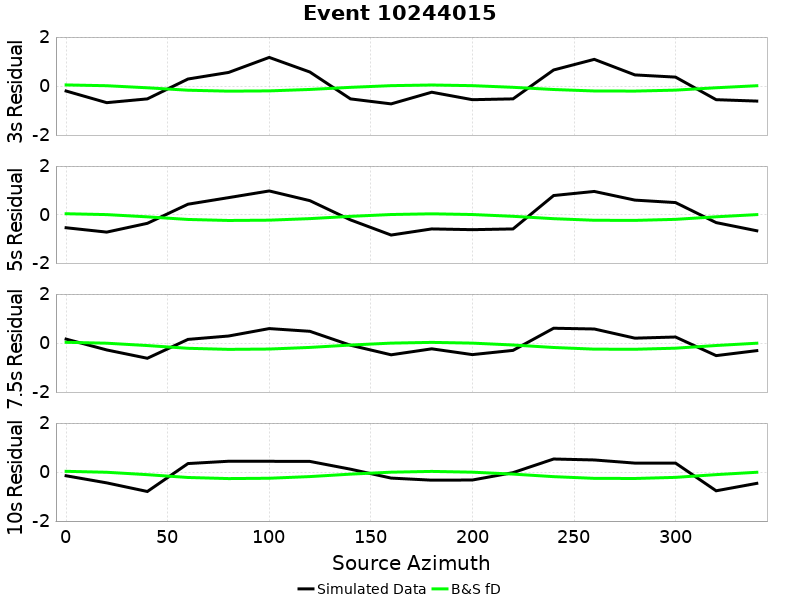 Event 10244015
3s Residual
2
0
-2
5s Residual
2
0
-2
7.5s Residual
2
0
-2
10s Residual
2
0
-2
0 50 100 150 200 250 300
Source Azimuth
Simulated Data B&S fD